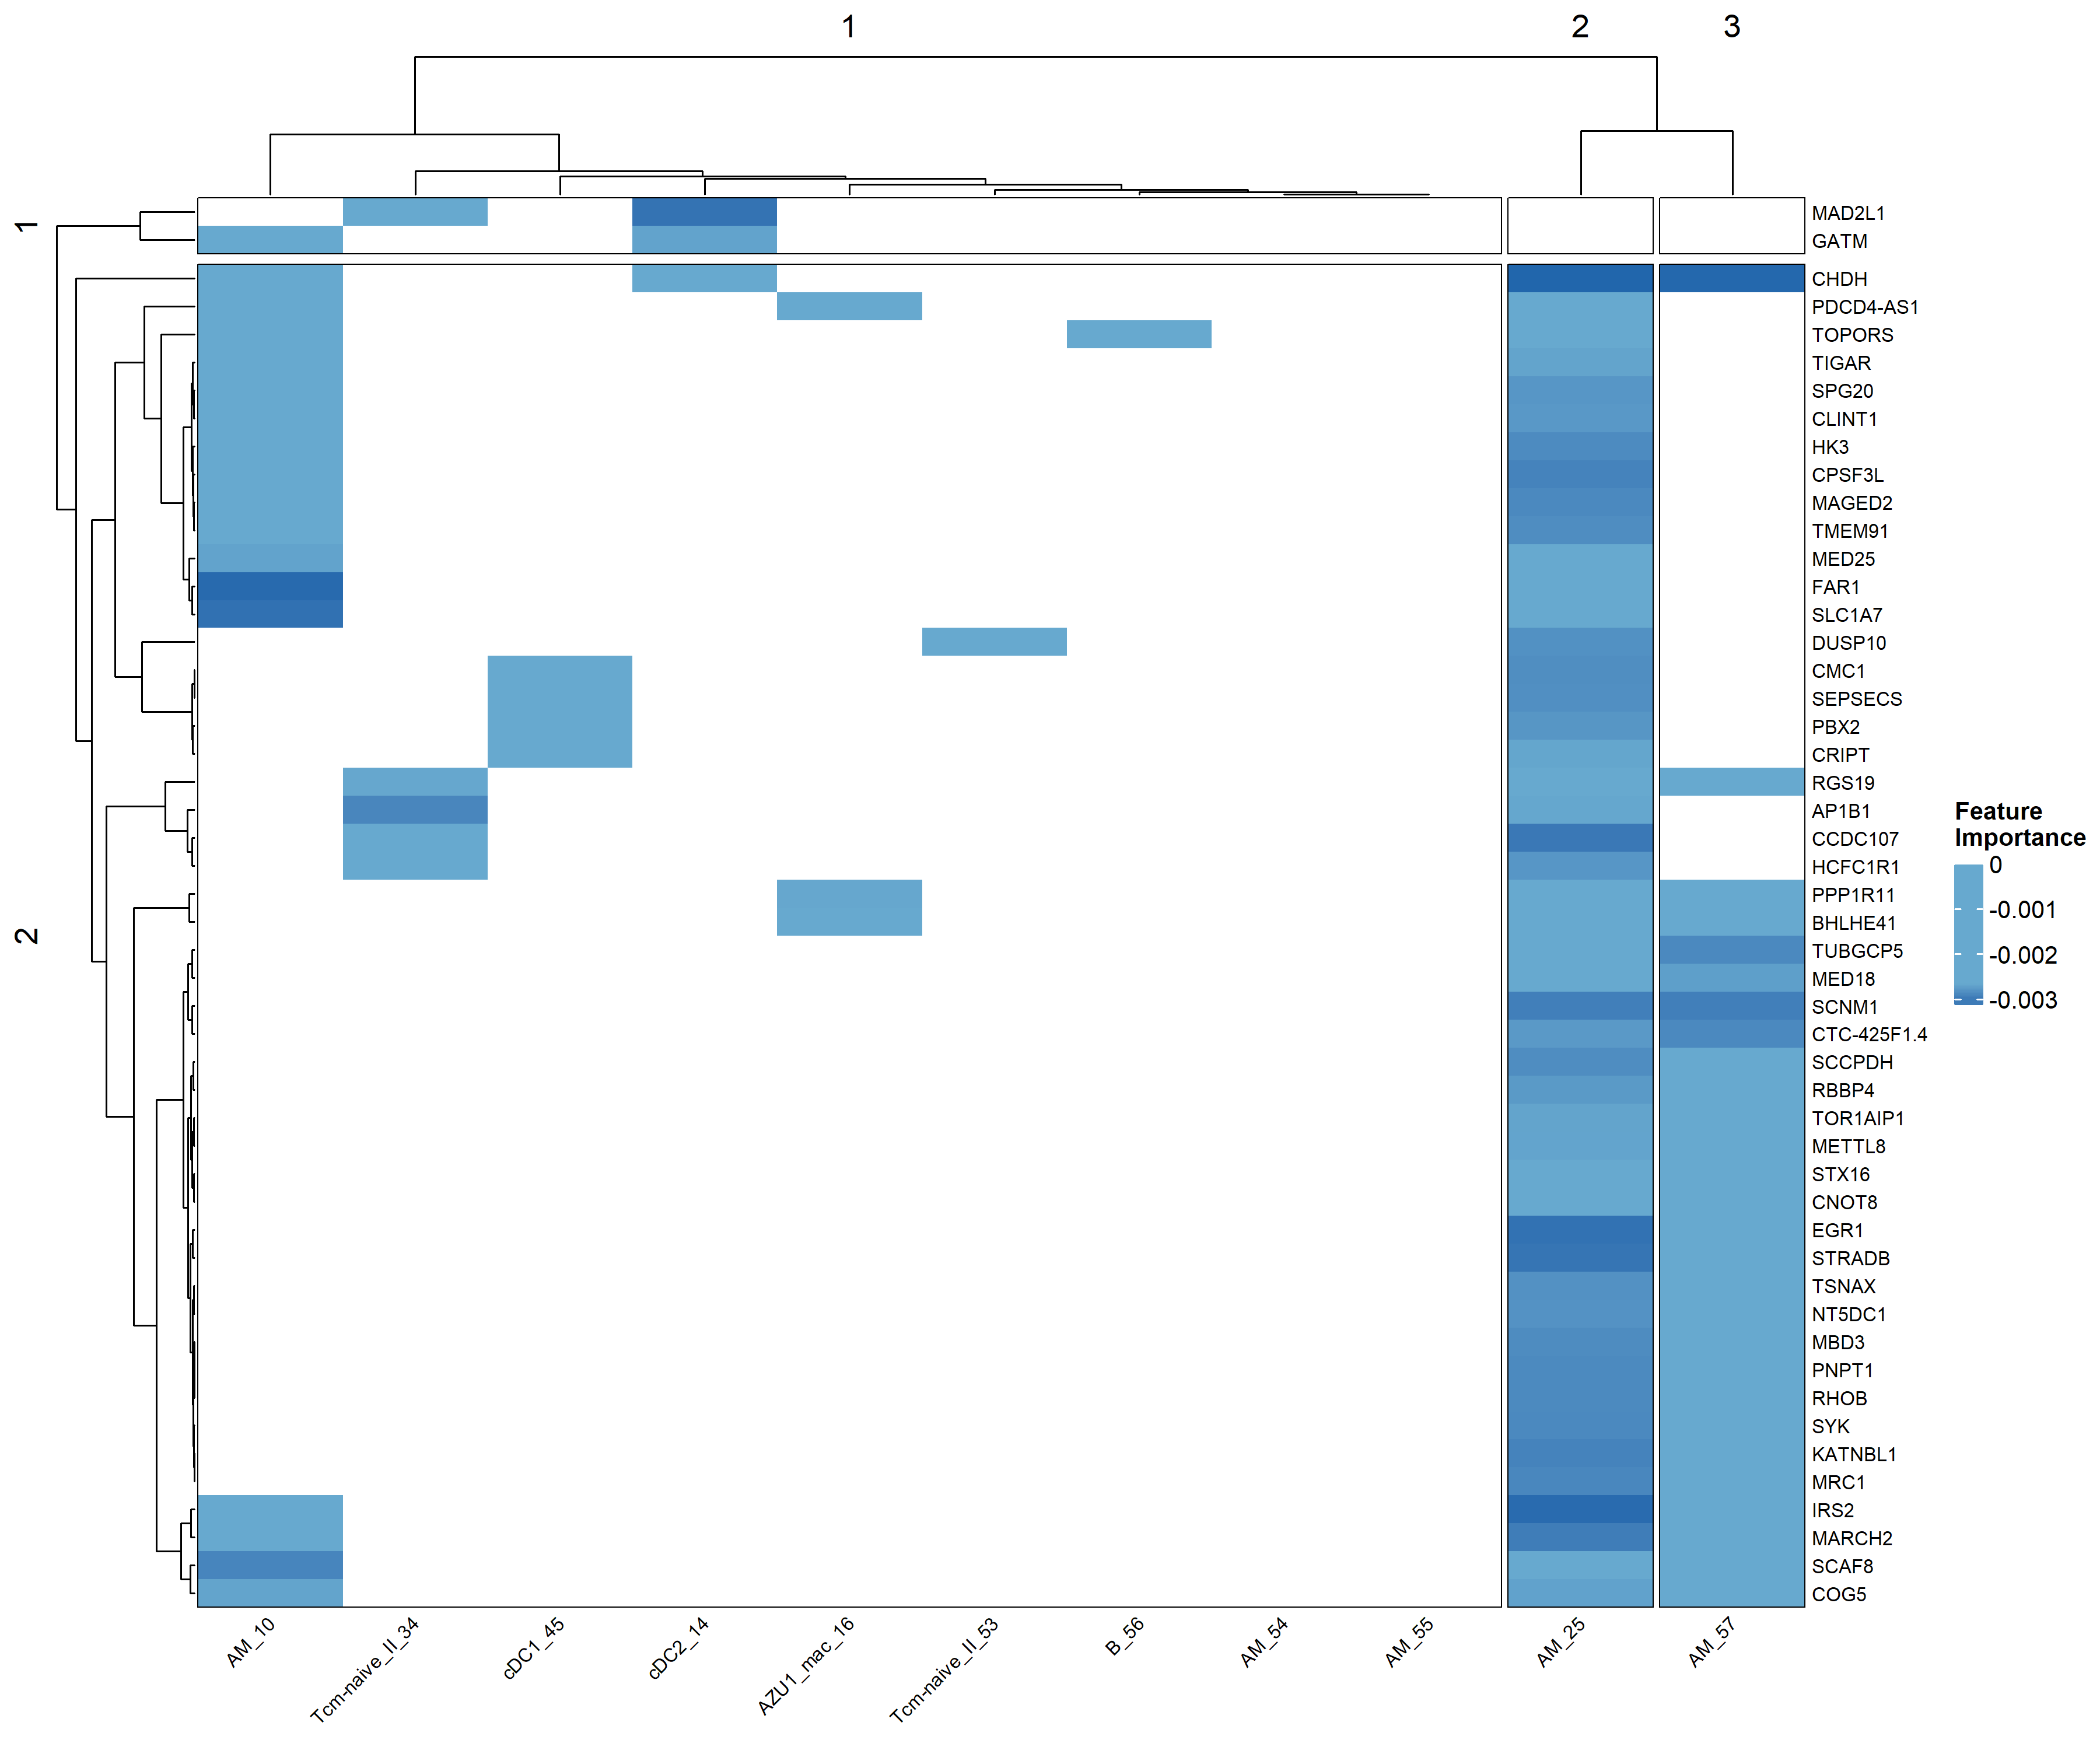 1 2 3
1
MAD2L1
GATM
CHDH
PDCD4-AS1
TOPORS
TIGAR
SPG20
CLINT1
HK3
CPSF3L
MAGED2
TMEM91
MED25
FAR1
SLC1A7
DUSP10
CMC1
SEPSECS
PBX2
CRIPT
RGS19
AP1B1
CCDC107
HCFC1R1
PPP1R11
BHLHE41
2
TUBGCP5
MED18
SCNM1
CTC-425F1.4
SCCPDH
RBBP4
TOR1AIP1
METTL8
STX16
CNOT8
EGR1
STRADB
TSNAX
NT5DC1
MBD3
PNPT1
RHOB
SYK
KATNBL1
MRC1
IRS2
MARCH2
SCAF8
COG5
Feature
Importance
0
-0.001
-0.002
-0.003
AM_10
Tcm-naive_II_34
cDC1_45
cDC2_14
AZU1_mac_16
Tcm-naive_II_53
B_56
AM_54
AM_55
AM_25
AM_57